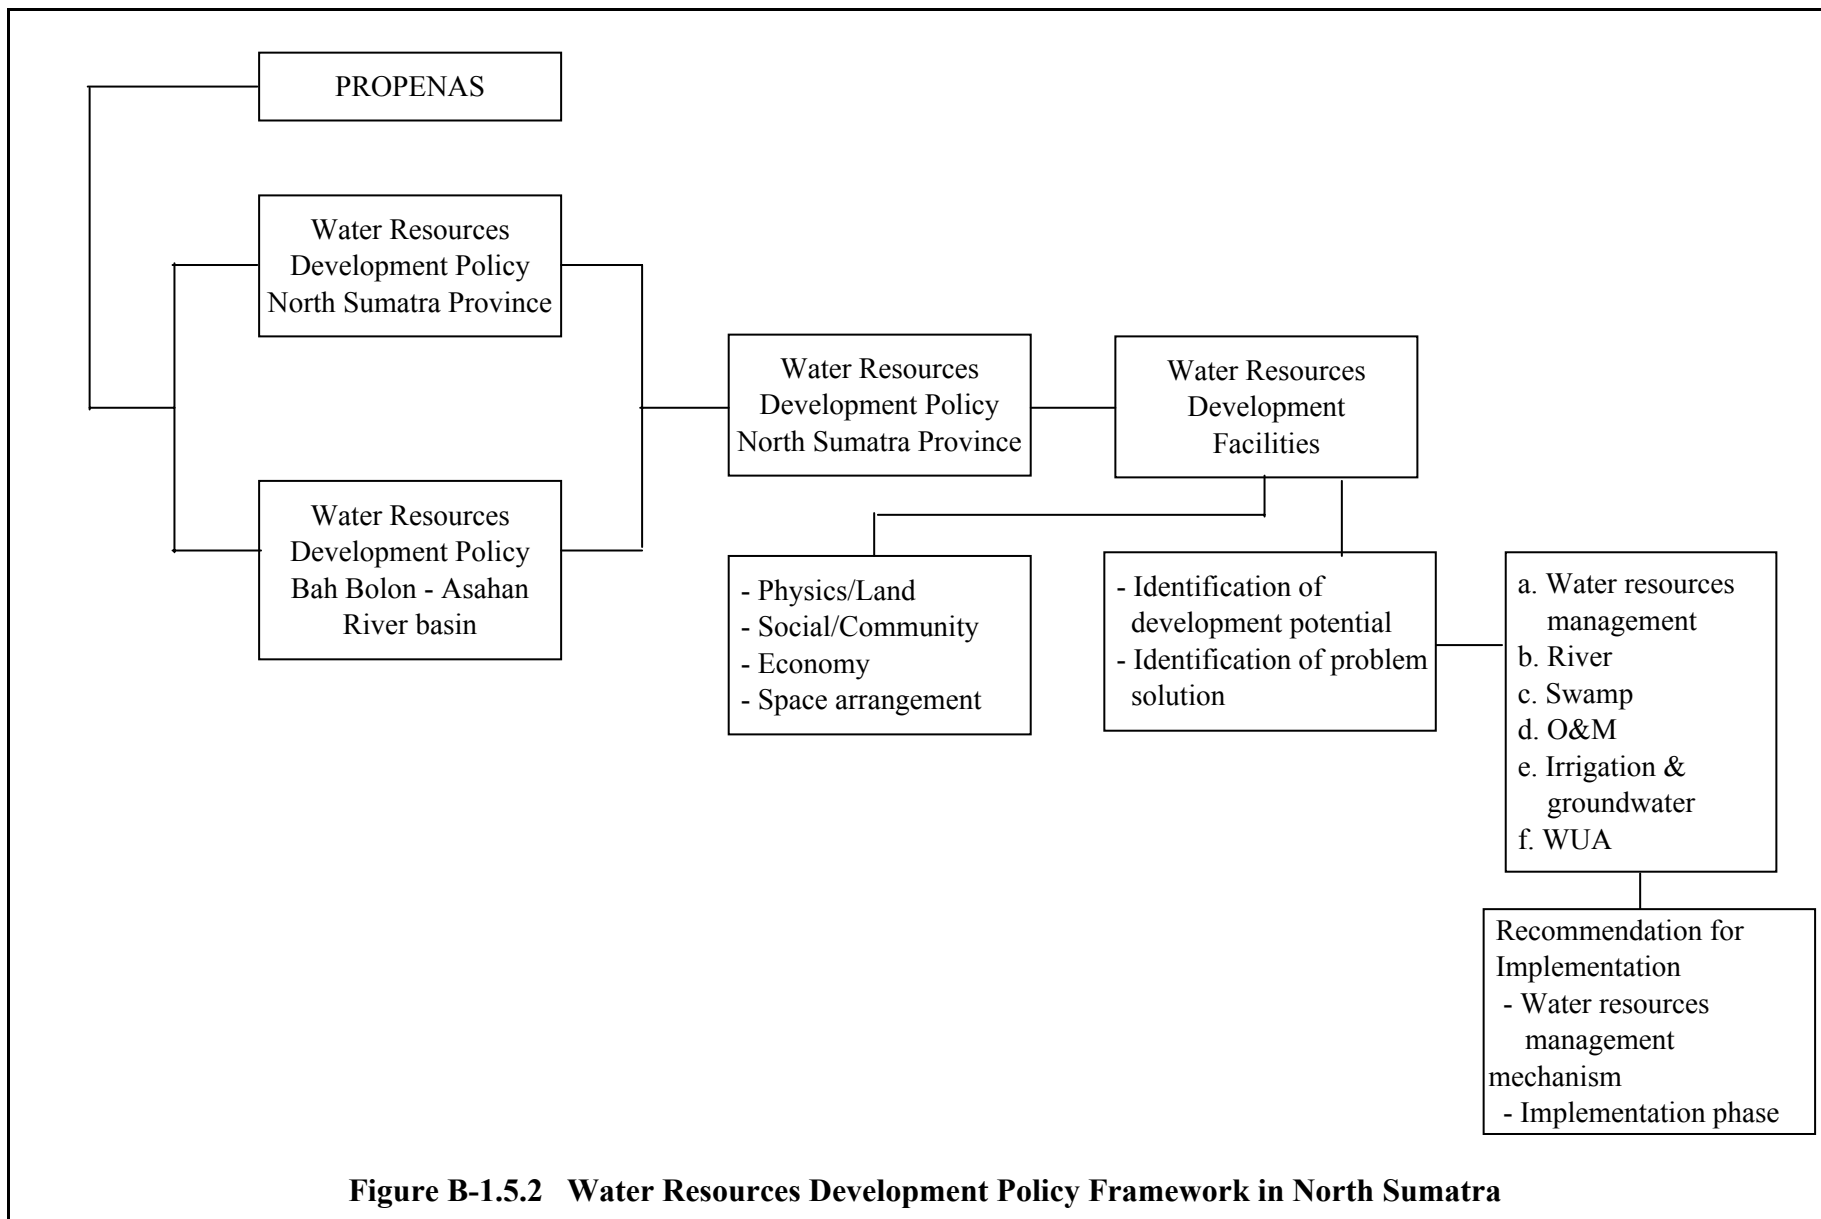 PROPENAS
Water Resources
Development Policy
North Sumatra Province
Water Resources
Development Policy
Bah Bolon - Asahan
River basin
Water Resources
Development Policy
North Sumatra Province
Water Resources
Development
Facilities
- Physics/Land
- Social/Community
- Economy
- Space arrangement
- Identification of
development potential
- Identification of problem
solution
a. Water resources
management
b. River
c. Swamp
d. O&M
e. Irrigation &
groundwater
f. WUA
Recommendation for
Implementation
- Water resources
management
mechanism
- Implementation phase
Figure B-1.5.2 Water Resources Development Policy Framework in North Sumatra